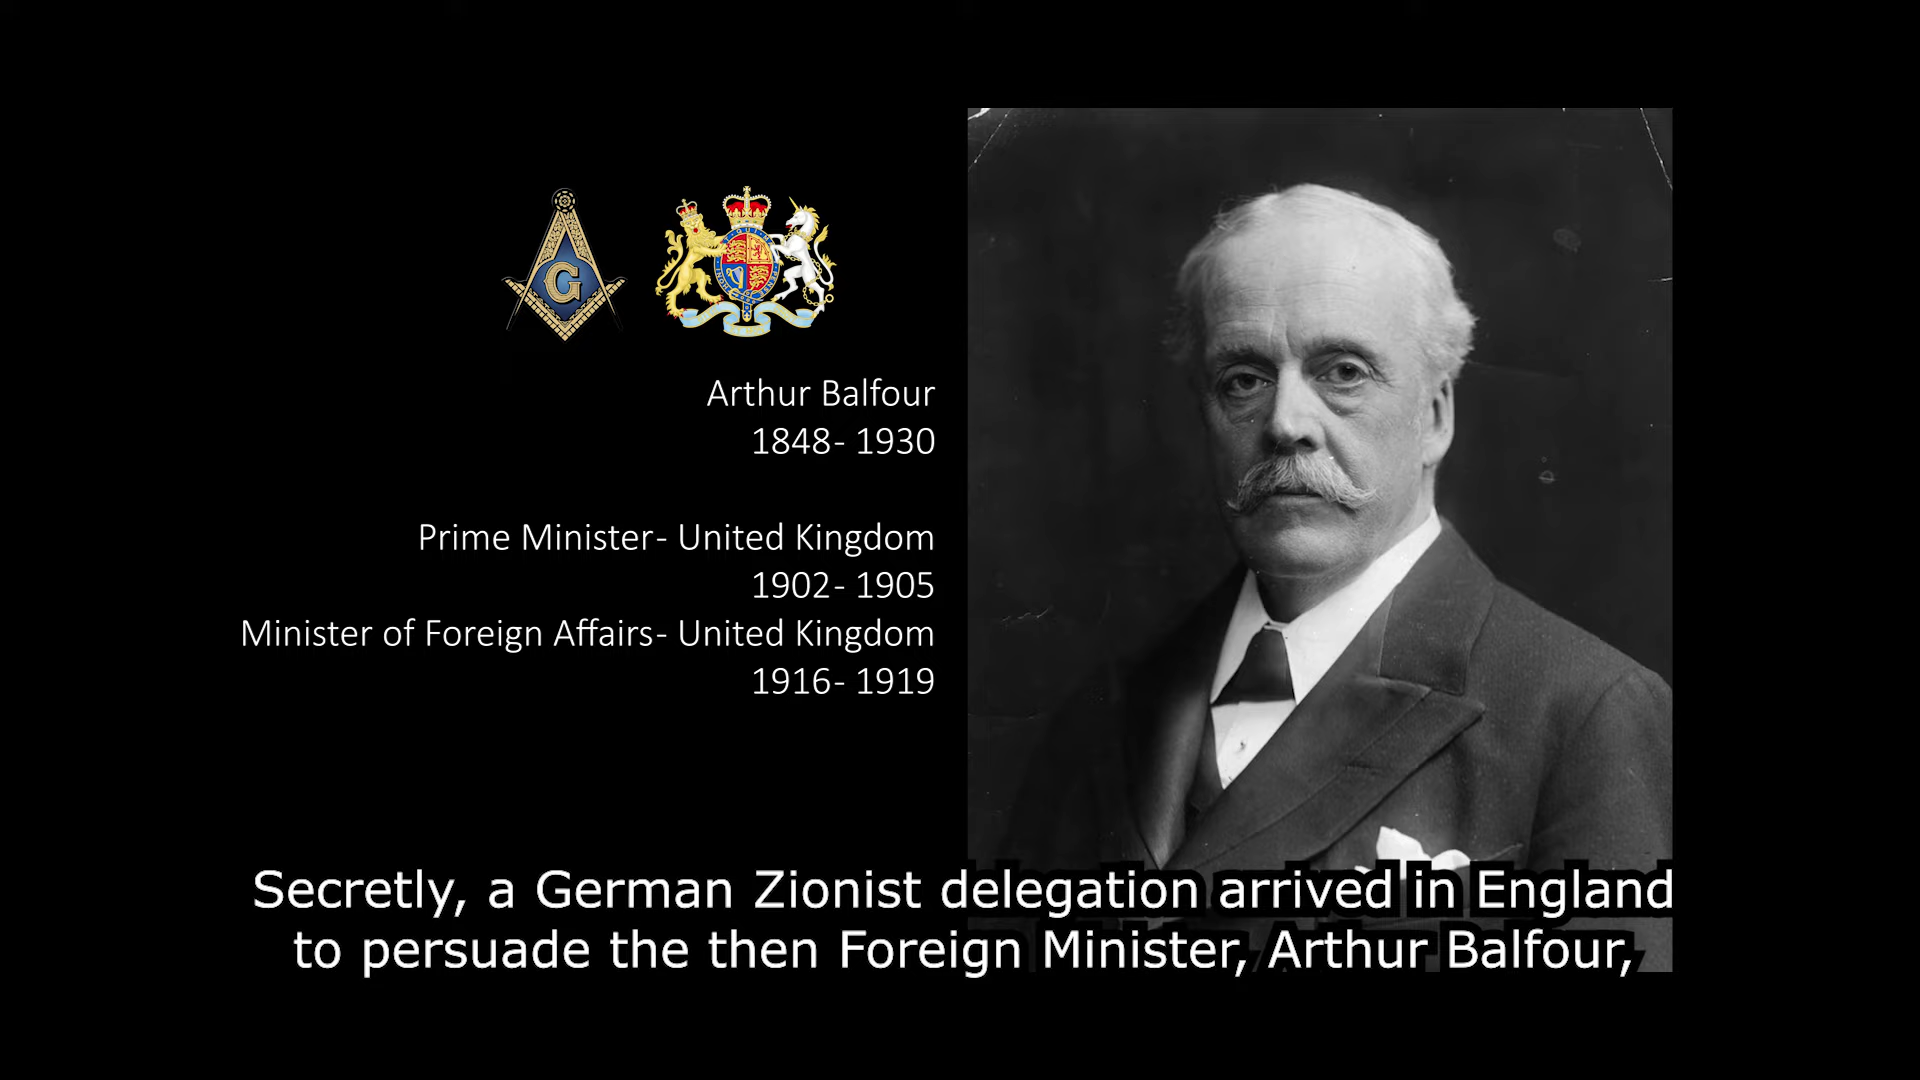 G
Arthur Balfour
1848- 1930
Prime Minister- United Kingdom
1902- 1905
Minister of Foreign Affairs- United Kingdom
1916- 1919
Secretly, a German Zionist delegation arrived in England
to persuade the then Foreign Minister, Arthur Balfour,